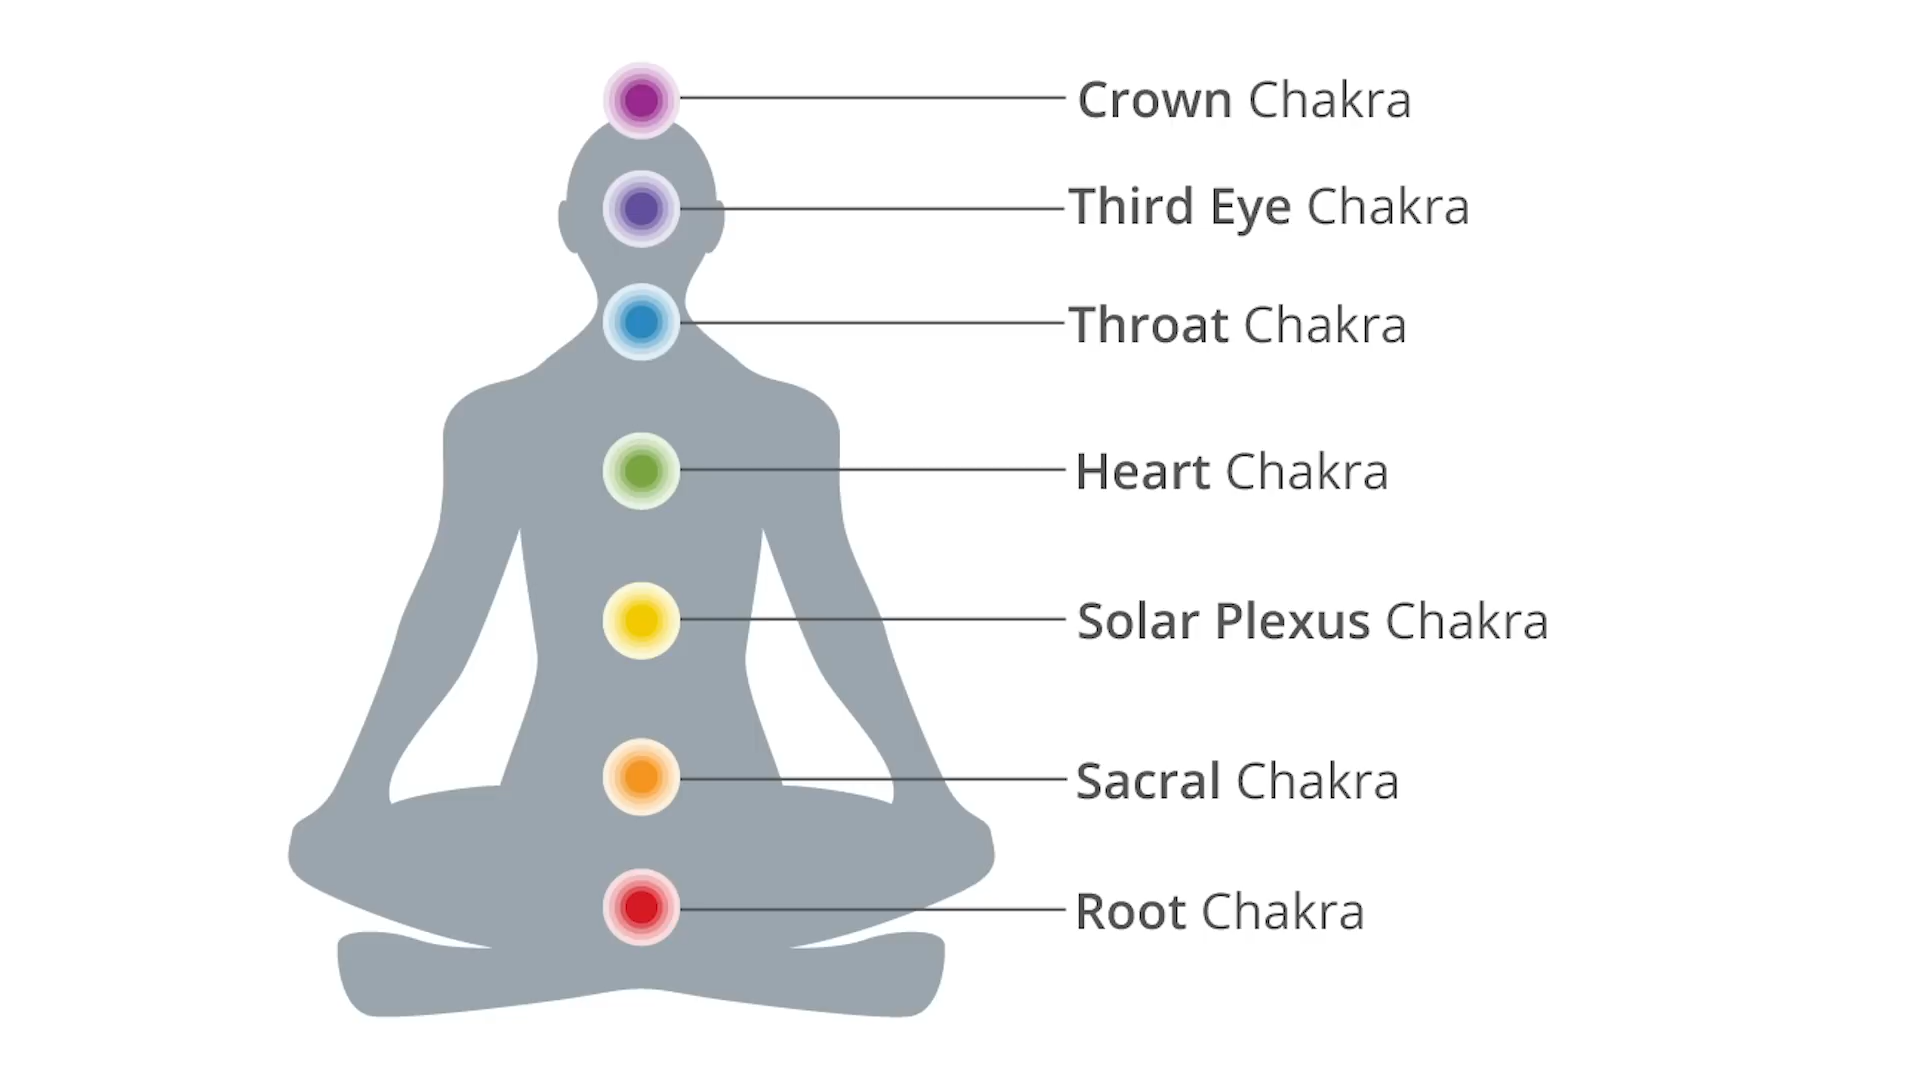 Crown Chakra
Third Eye Chakra
Throat Chakra
Heart Chakra
Solar Plexus Chakra
Sacral Chakra
Root Chakra